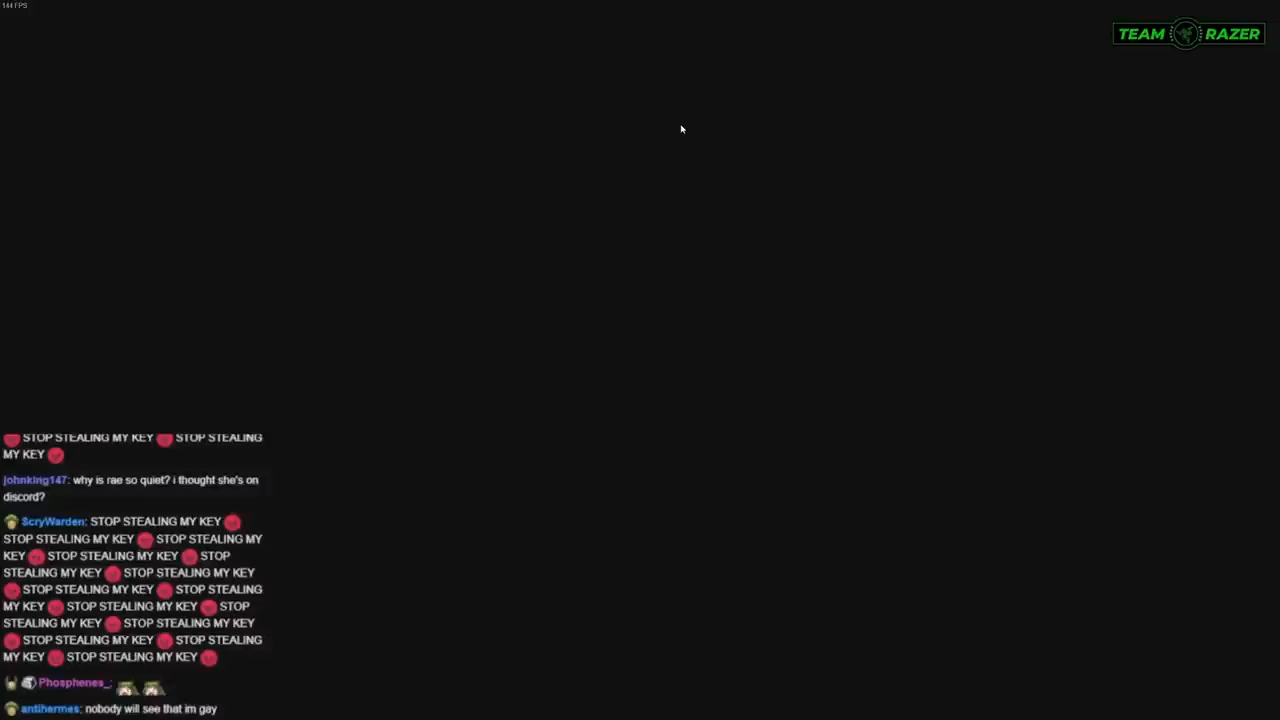 144 FPS
TEAM RAZER
STOP STEALING MY KEY STOP STEALING
MY KEY
johnking147: why is rae so quiet? i thought she's on
discord?
ScryWarden: STOP STEALING MY KEY
STOP STEALING MY KEY STOP STEALING MY
KEY STOP STEALING MY KEY STOP
STEALING MY KEY STOP STEALING MY KEY
STOP STEALING MY KEY STOP STEALING
MY KEY STOP STEALING MY KEY STOP
STEALING MY KEY STOP STEALING MY KEY
STOP STEALING MY KEY STOP STEALING
MY KEY STOP STEALING MY KEY
Phosphenes_:
antihermes: nobody will see that im gay